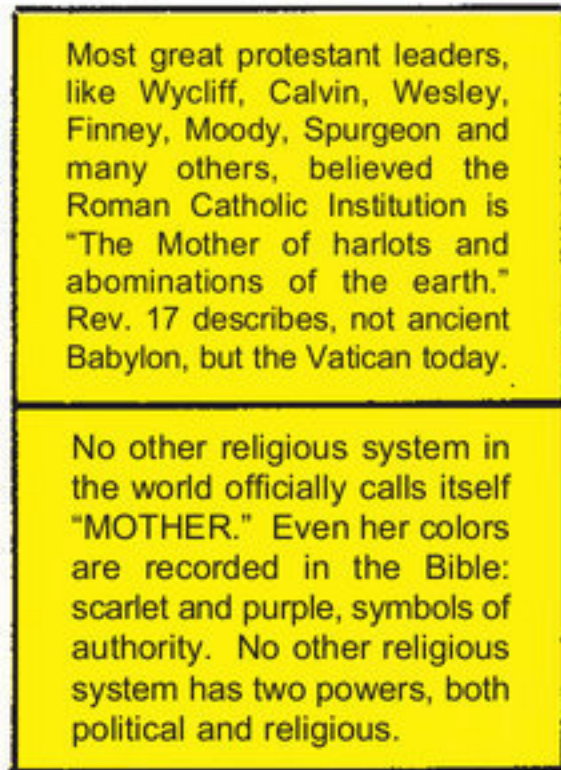 Most great protestant leaders,
like Wycliff, Calvin, Wesley,
Finney, Moody, Spurgeon and
many others, believed the
Roman Catholic Institution is
“The Mother of harlots and
abominations of the earth.”
Rev. 17 describes, not ancient
Babylon, but the Vatican today.
No other religious system in
the world officially calls itself
“MOTHER.” Even her colors
are recorded in the Bible:
scarlet and purple, symbols of
authority. No other religious
system has two powers, both
political and religious.